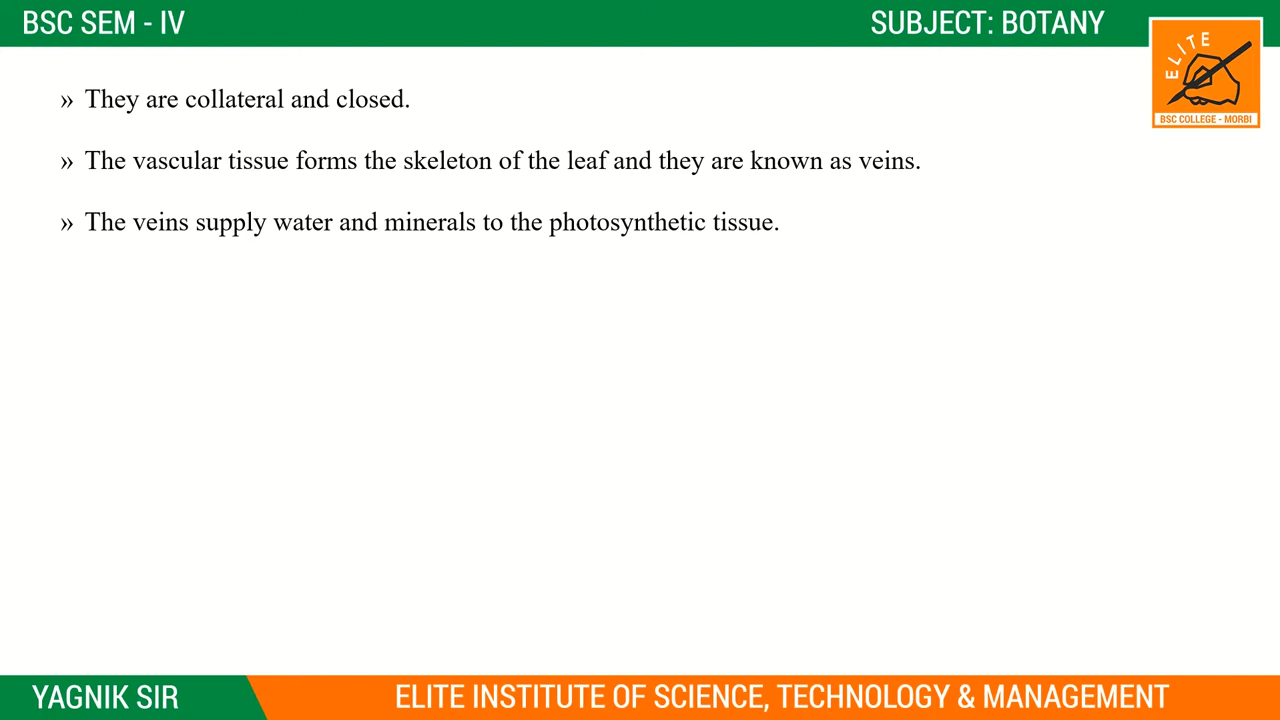 BSC SEM - IV
SUBJECT: BOTANY
ELITE
BSC COLLEGE - MORBI
» They are collateral and closed.
» The vascular tissue forms the skeleton of the leaf and they are known as veins.
» The veins supply water and minerals to the photosynthetic tissue.
YAGNIK SIR
ELITE INSTITUTE OF SCIENCE, TECHNOLOGY & MANAGEMENT